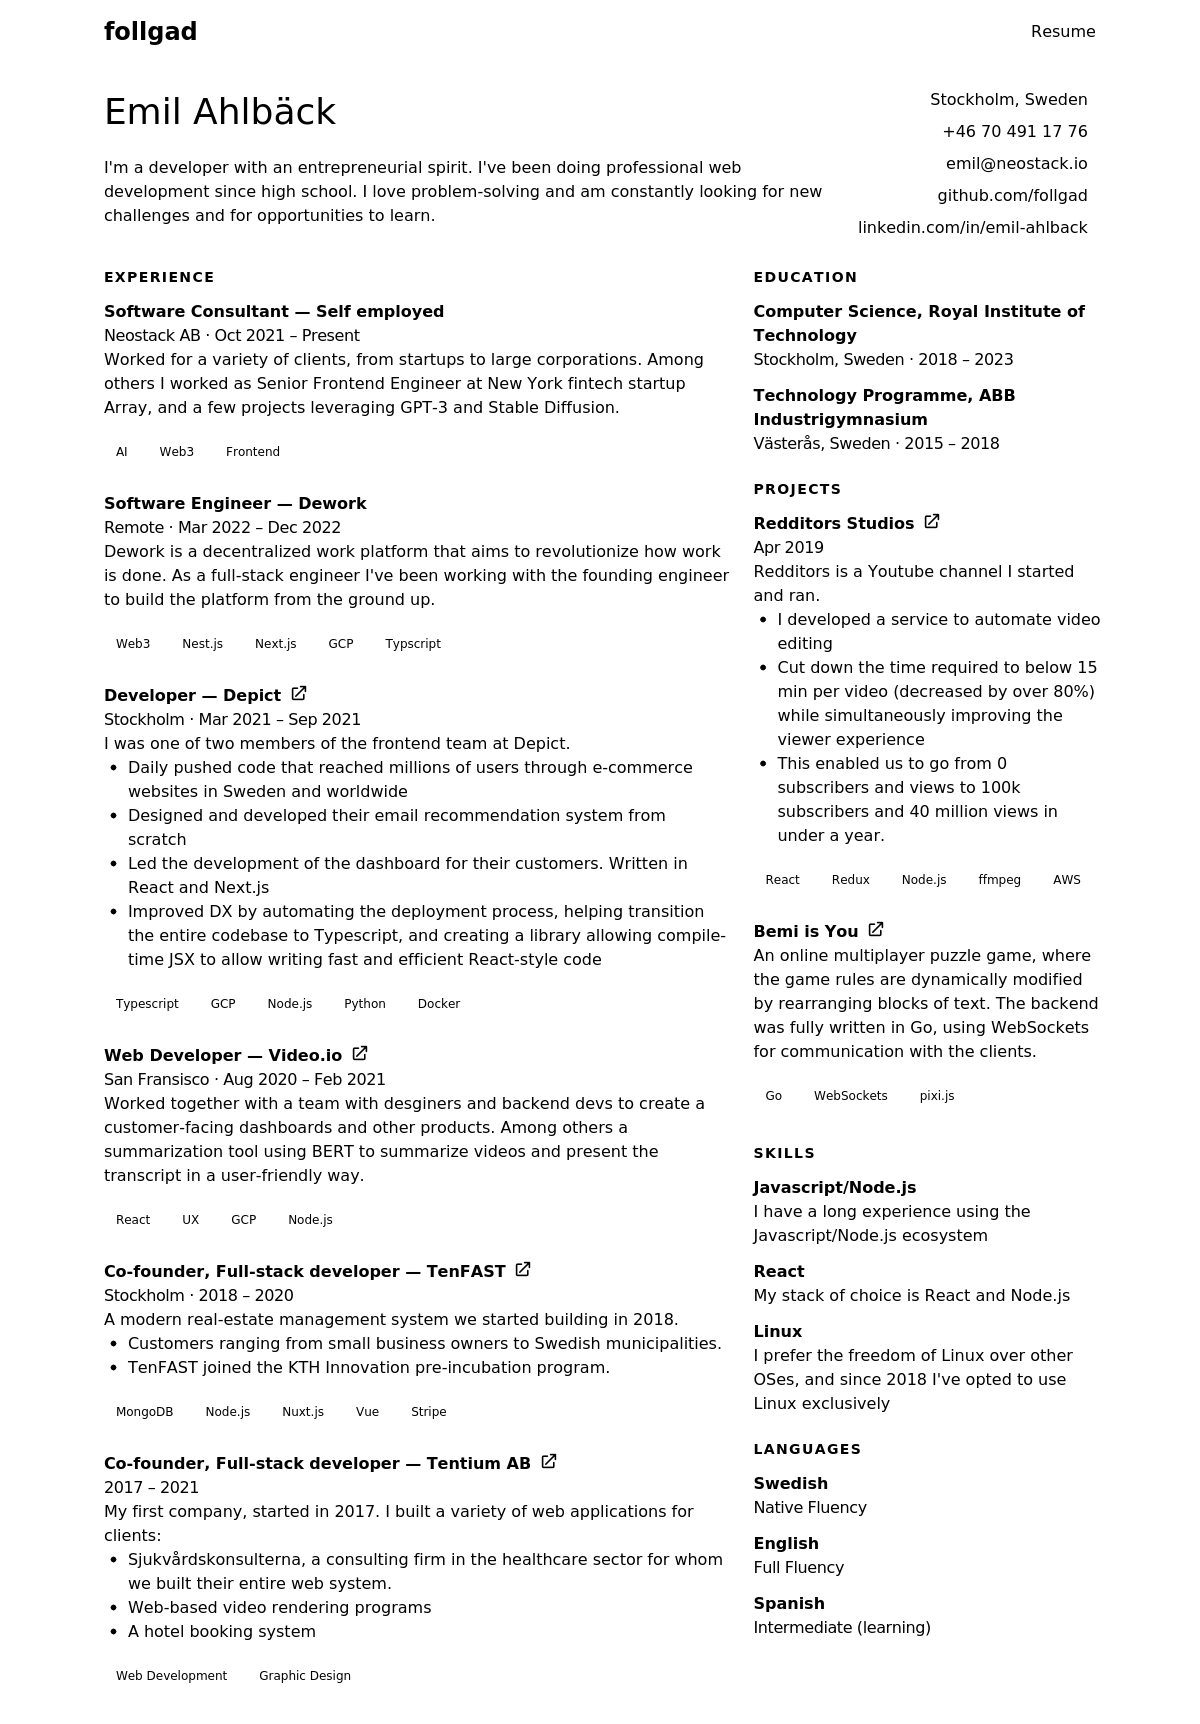 follgad
Resume
Emil Ahlbäck
I'm a developer with an entrepreneurial spirit. I've been doing professional web
development since high school. I love problem-solving and am constantly looking for new
challenges and for opportunities to learn.
Stockholm, Sweden
+46 70 491 17 76
emil@neostack.io
github.com/follgad
linkedin.com/in/emil-ahlback
EXPERIENCE
Software Consultant — Self employed
Neostack AB · Oct 2021 – Present
Worked for a variety of clients, from startups to large corporations. Among
others I worked as Senior Frontend Engineer at New York fintech startup
Array, and a few projects leveraging GPT-3 and Stable Diffusion.
AI Web3 Frontend
Software Engineer — Dework
Remote · Mar 2022 – Dec 2022
Dework is a decentralized work platform that aims to revolutionize how work
is done. As a full-stack engineer I've been working with the founding engineer
to build the platform from the ground up.
Web3 Nest.js Next.js GCP Typscript
Developer — Depict
Stockholm · Mar 2021 – Sep 2021
I was one of two members of the frontend team at Depict.
• Daily pushed code that reached millions of users through e-commerce
websites in Sweden and worldwide
• Designed and developed their email recommendation system from
scratch
• Led the development of the dashboard for their customers. Written in
React and Next.js
• Improved DX by automating the deployment process, helping transition
the entire codebase to Typescript, and creating a library allowing compile-
time JSX to allow writing fast and efficient React-style code
Typescript GCP Node.js Python Docker
Web Developer — Video.io
San Fransisco · Aug 2020 – Feb 2021
Worked together with a team with desginers and backend devs to create a
customer-facing dashboards and other products. Among others a
summarization tool using BERT to summarize videos and present the
transcript in a user-friendly way.
React UX GCP Node.js
Co-founder, Full-stack developer — TenFAST
Stockholm · 2018 – 2020
A modern real-estate management system we started building in 2018.
• Customers ranging from small business owners to Swedish municipalities.
• TenFAST joined the KTH Innovation pre-incubation program.
MongoDB Node.js Nuxt.js Vue Stripe
Co-founder, Full-stack developer — Tentium AB
2017 – 2021
My first company, started in 2017. I built a variety of web applications for
clients:
• Sjukvårdskonsulterna, a consulting firm in the healthcare sector for whom
we built their entire web system.
• Web-based video rendering programs
• A hotel booking system
Web Development Graphic Design
EDUCATION
Computer Science, Royal Institute of
Technology
Stockholm, Sweden · 2018 – 2023
Technology Programme, ABB
Industrigymnasium
Västerås, Sweden · 2015 – 2018
PROJECTS
Redditors Studios
Apr 2019
Redditors is a Youtube channel I started
and ran.
• I developed a service to automate video
editing
• Cut down the time required to below 15
min per video (decreased by over 80%)
while simultaneously improving the
viewer experience
• This enabled us to go from 0
subscribers and views to 100k
subscribers and 40 million views in
under a year.
React Redux Node.js ffmpeg AWS
Bemi is You
An online multiplayer puzzle game, where
the game rules are dynamically modified
by rearranging blocks of text. The backend
was fully written in Go, using WebSockets
for communication with the clients.
Go WebSockets pixi.js
SKILLS
Javascript/Node.js
I have a long experience using the
Javascript/Node.js ecosystem
React
My stack of choice is React and Node.js
Linux
I prefer the freedom of Linux over other
OSes, and since 2018 I've opted to use
Linux exclusively
LANGUAGES
Swedish
Native Fluency
English
Full Fluency
Spanish
Intermediate (learning)